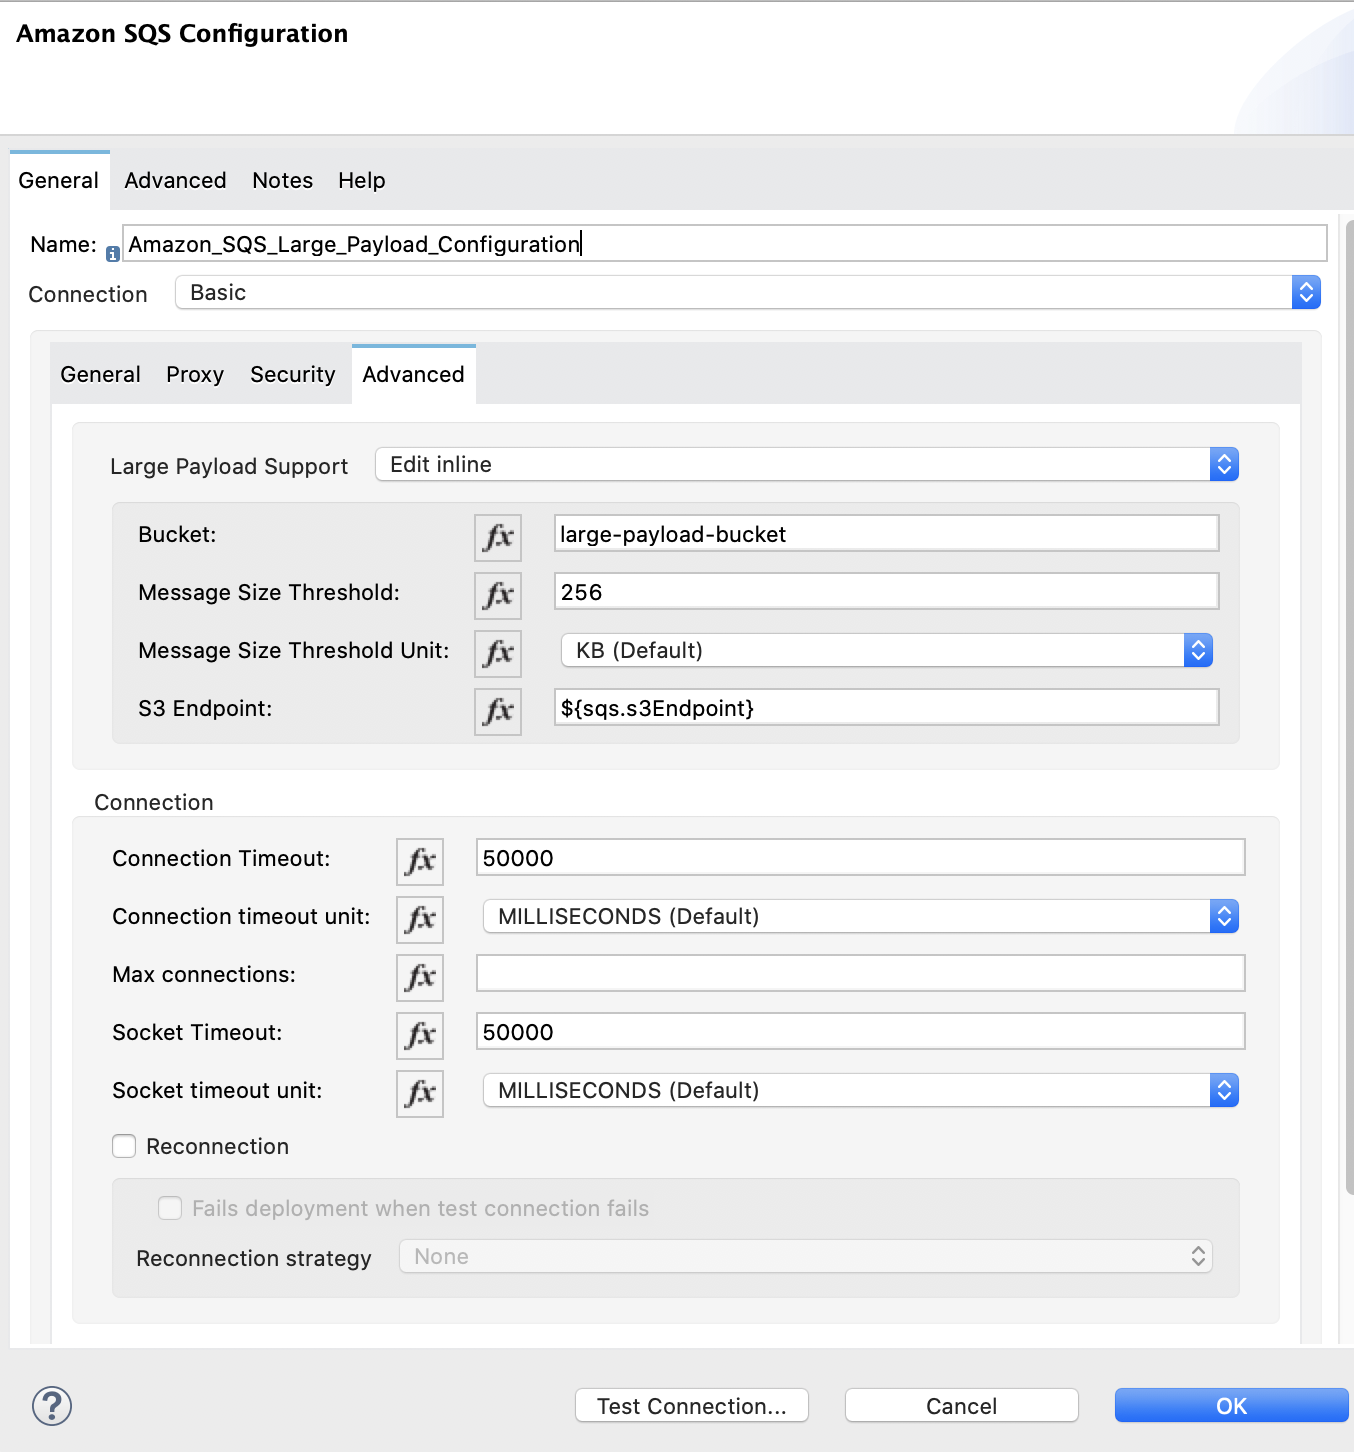 Amazon SQS Configuration
General Advanced Notes Help
Name: Amazon_SQS_Large_Payload_Configuration
Connection Basic
General Proxy Security Advanced
Large Payload Support Edit inline
Bucket: fx large-payload-bucket
Message Size Threshold: fx 256
Message Size Threshold Unit: fx KB (Default)
S3 Endpoint: fx ${sqs.s3Endpoint}
Connection
Connection Timeout: fx 50000
Connection timeout unit: fx MILLISECONDS (Default)
Max connections: fx
Socket Timeout: fx 50000
Socket timeout unit: fx MILLISECONDS (Default)
Reconnection
Fails deployment when test connection fails
Reconnection strategy None
? Test Connection... Cancel OK